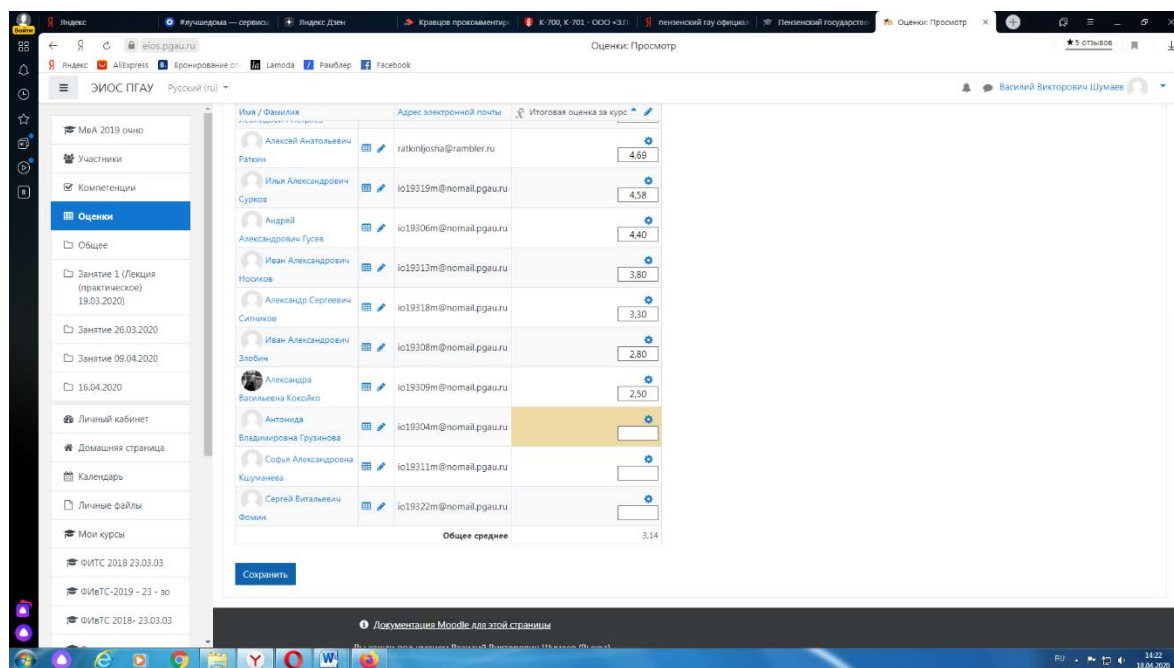 Яндекс
#лучшедома — сервисы
Яндекс Дзен
Кравцов прокомментир
К-700, К-701 - ООО «ЗЛ
пензенский гау официал
Пензенский государстве
Оценки: Просмотр
Войти
elos.pgau.ru
Оценки: Просмотр
★ 5 отзывов
Яндекс
AliExpress
Бронирование от
Lamoda
Рамблер
Facebook
ЭИОС ПГАУ
Русский (ru)
Василий Викторович Шумаев
МвА 2019 очно
Участники
Компетенции
Оценки
Общее
Занятие 1 (Лекция
(практическое)
19.03.2020)
Занятие 26.03.2020
Занятие 09.04.2020
16.04.2020
Личный кабинет
Домашняя страница
Календарь
Личные файлы
Мои курсы
ФИТС 2018 23.03.03
ФИвТС-2019 - 23 - зо
ФИвТС 2018- 23.03.03
Имя / Фамилия
Адрес электронной почты
Итоговая оценка за курс
Алексей Анатольевич
Раткин
ratkinljosha@rambler.ru
4,69
Илья Александрович
Сурков
io19319m@nomail.pgau.ru
4,58
Андрей
Александрович Гусев
io19306m@nomail.pgau.ru
4,40
Иван Александрович
Носиков
io19313m@nomail.pgau.ru
3,80
Александр Сергеевич
Ситников
io19318m@nomail.pgau.ru
3,30
Иван Александрович
Злобин
io19308m@nomail.pgau.ru
2,80
Александра
Васильевна Кокойко
io19309m@nomail.pgau.ru
2,50
Антонида
Владимировна Грузинова
io19304m@nomail.pgau.ru
Софья Александровна
Кшуманева
io19311m@nomail.pgau.ru
Сергей Витальевич
Фомин
io19322m@nomail.pgau.ru
Общее среднее
3,14
Сохранить
Документация Moodle для этой страницы
RU
14:22
18.04.2020